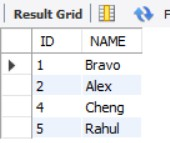 Result Grid F
ID NAME
1 Bravo
2 Alex
4 Cheng
5 Rahul